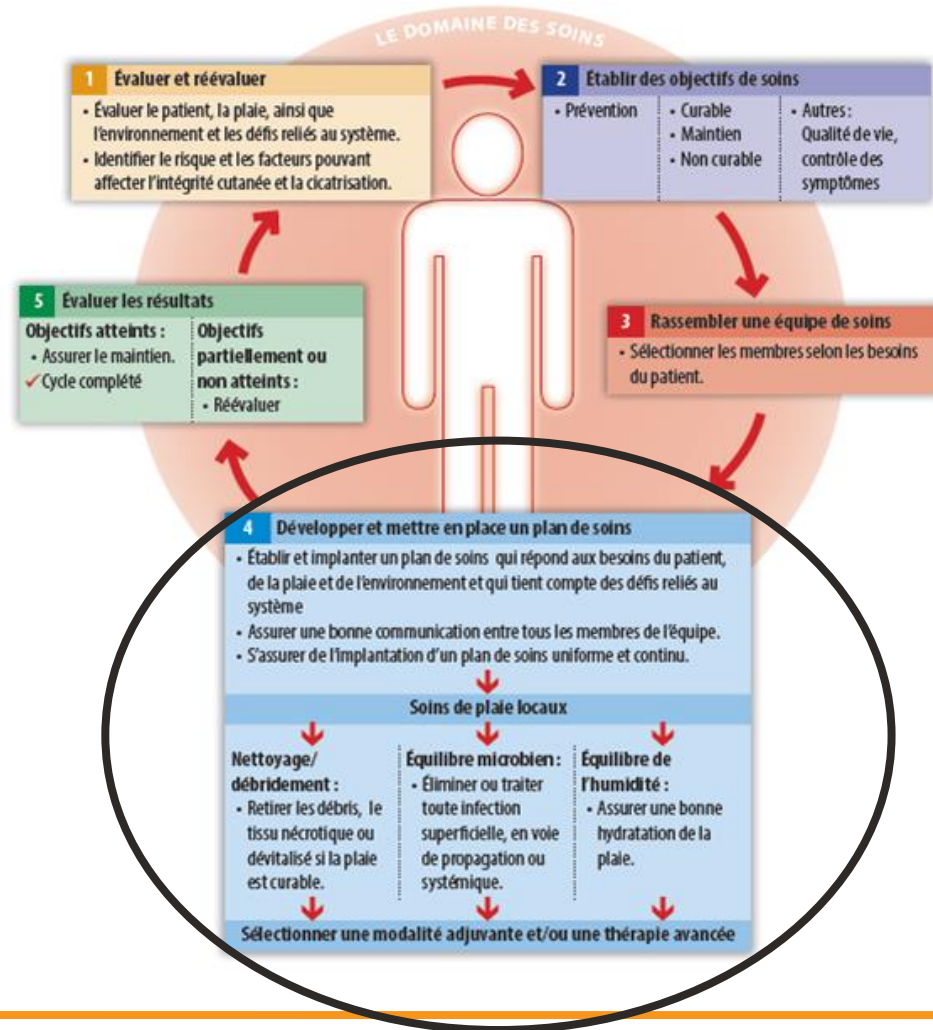 LE DOMAINE DES SOINS
1 Évaluer et réévaluer
• Évaluer le patient, la plaie, ainsi que
l'environnement et les défis reliés au système.
• Identifier le risque et les facteurs pouvant
affecter l'intégrité cutanée et la cicatrisation.
2 Établir des objectifs de soins
• Prévention
• Curable
• Maintien
• Non curable
• Autres :
Qualité de vie,
contrôle des
symptômes
3 Rassembler une équipe de soins
• Sélectionner les membres selon les besoins
du patient.
4 Développer et mettre en place un plan de soins
• Établir et implanter un plan de soins qui répond aux besoins du patient,
de la plaie et de l'environnement et qui tient compte des défis reliés au
système
• Assurer une bonne communication entre tous les membres de l'équipe.
• S'assurer de l'implantation d'un plan de soins uniforme et continu.
Soins de plaie locaux
Nettoyage/
débridement :
• Retirer les débris, le
tissu nécrotique ou
dévitalisé si la plaie
est curable.
Équilibre microbien :
• Éliminer ou traiter
toute infection
superficielle, en voie
de propagation ou
systémique.
Équilibre de
l'humidité :
• Assurer une bonne
hydratation de la
plaie.
Sélectionner une modalité adjuvante et/ou une thérapie avancée
5 Évaluer les résultats
Objectifs atteints :
• Assurer le maintien.
✓Cycle complété
Objectifs
partiellement ou
non atteints :
• Réévaluer